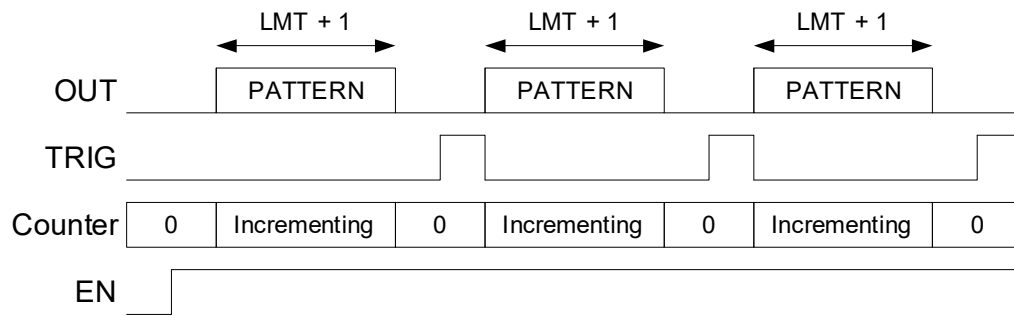 LMT + 1 LMT + 1 LMT + 1
OUT PATTERN PATTERN PATTERN
TRIG
Counter 0 Incrementing 0 Incrementing 0 Incrementing 0
EN